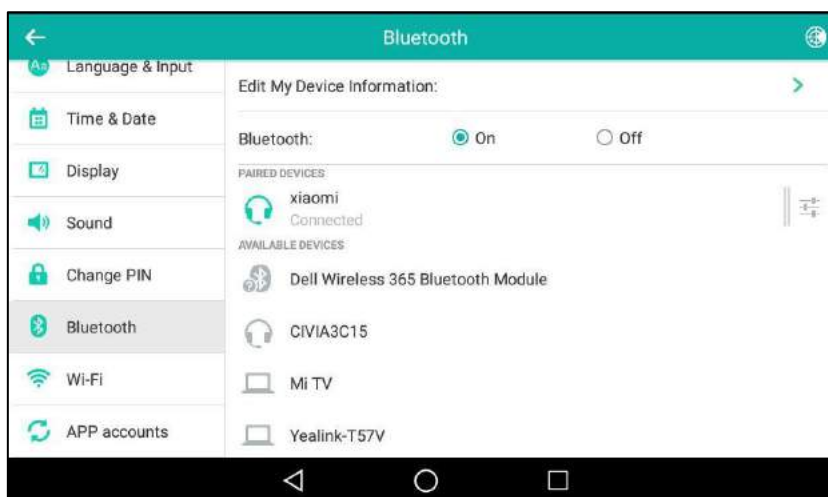 Bluetooth
Language & Input
Time & Date
Display
Sound
Change PIN
Bluetooth
Wi-Fi
APP accounts
Edit My Device Information:
Bluetooth: On Off
PAIRED DEVICES
xiaomi
Connected
AVAILABLE DEVICES
Dell Wireless 365 Bluetooth Module
CIVIA3C15
Mi TV
Yealink-T57V